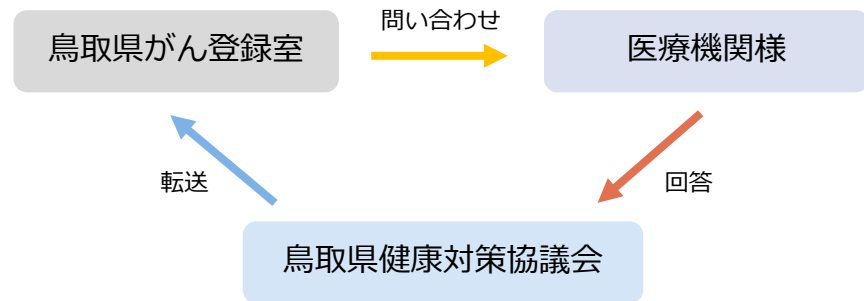 問い合わせ
鳥取県がん登録室
医療機関様
転送
回答
鳥取県健康対策協議会